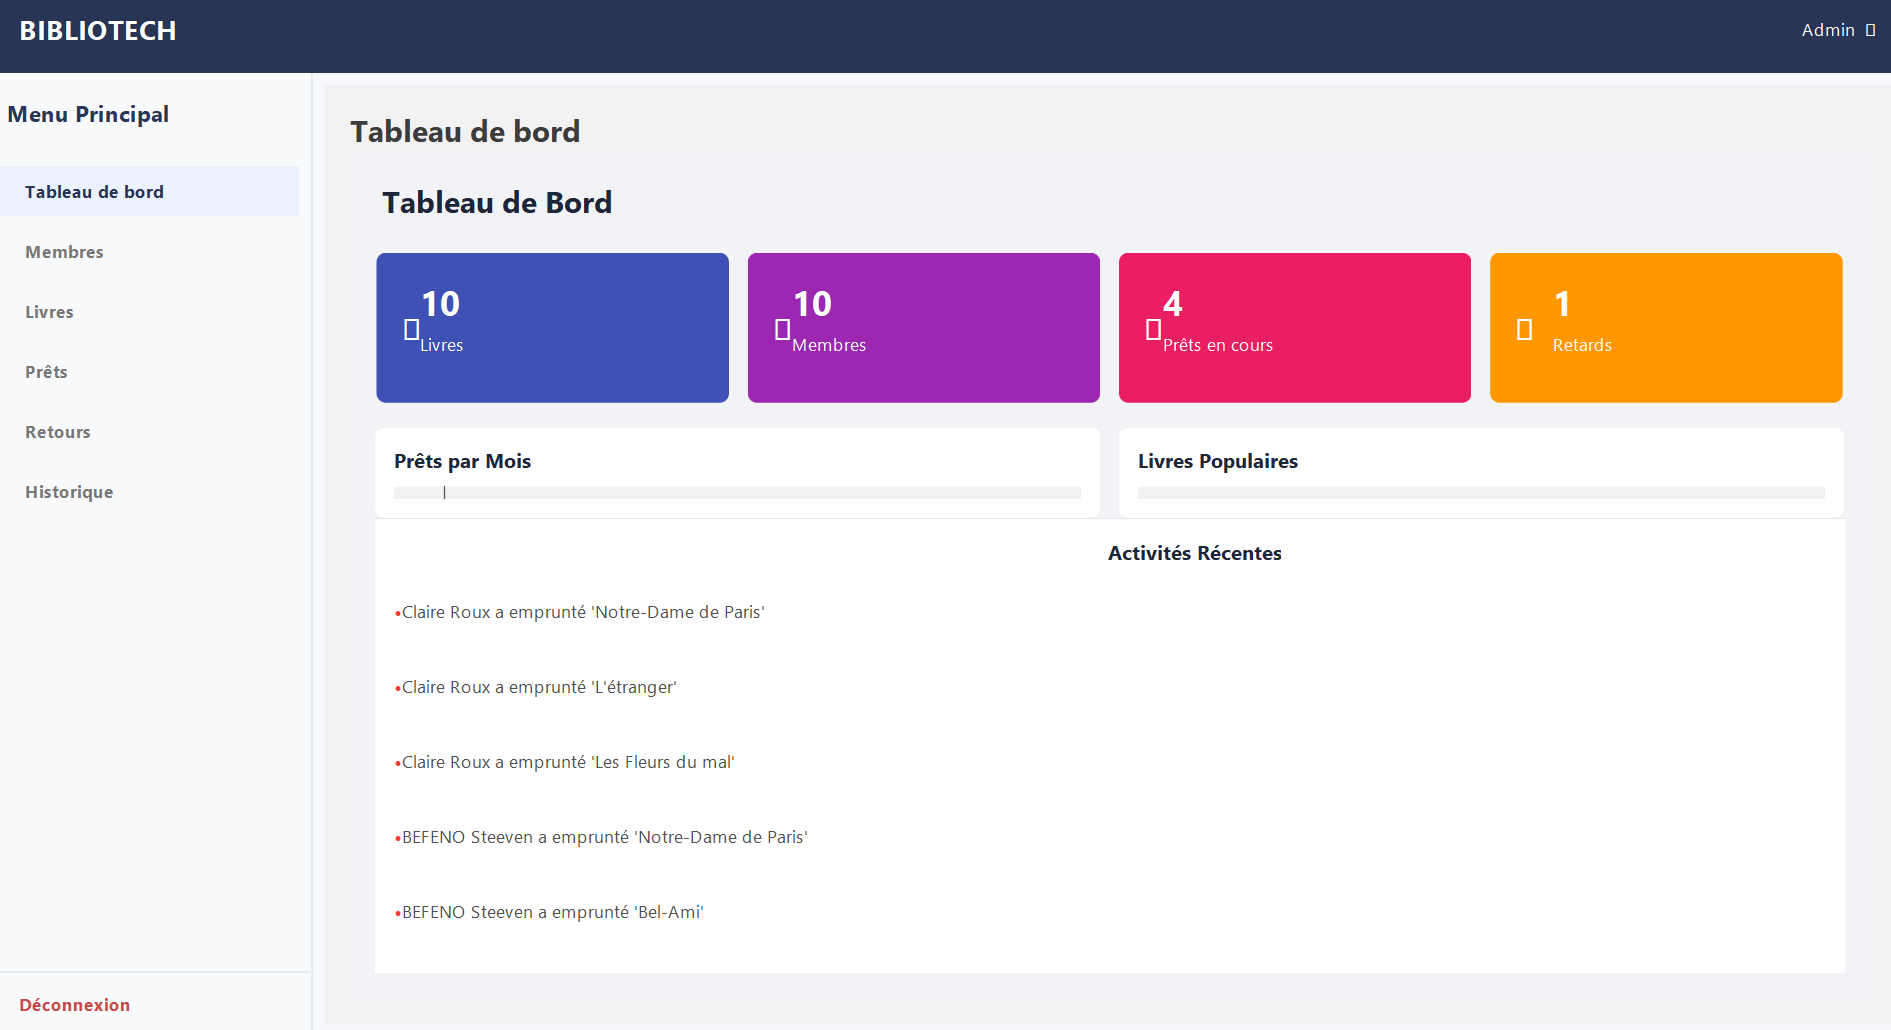 BIBLIOTECH
Admin
Menu Principal
Tableau de bord
Membres
Livres
Prêts
Retours
Historique
Déconnexion
Tableau de bord
Tableau de Bord
10
Livres
10
Membres
4
Prêts en cours
1
Retards
Prêts par Mois
Livres Populaires
Activités Récentes
•Claire Roux a emprunté 'Notre-Dame de Paris'
•Claire Roux a emprunté 'L'étranger'
•Claire Roux a emprunté 'Les Fleurs du mal'
•BEFENO Steeven a emprunté 'Notre-Dame de Paris'
•BEFENO Steeven a emprunté 'Bel-Ami'